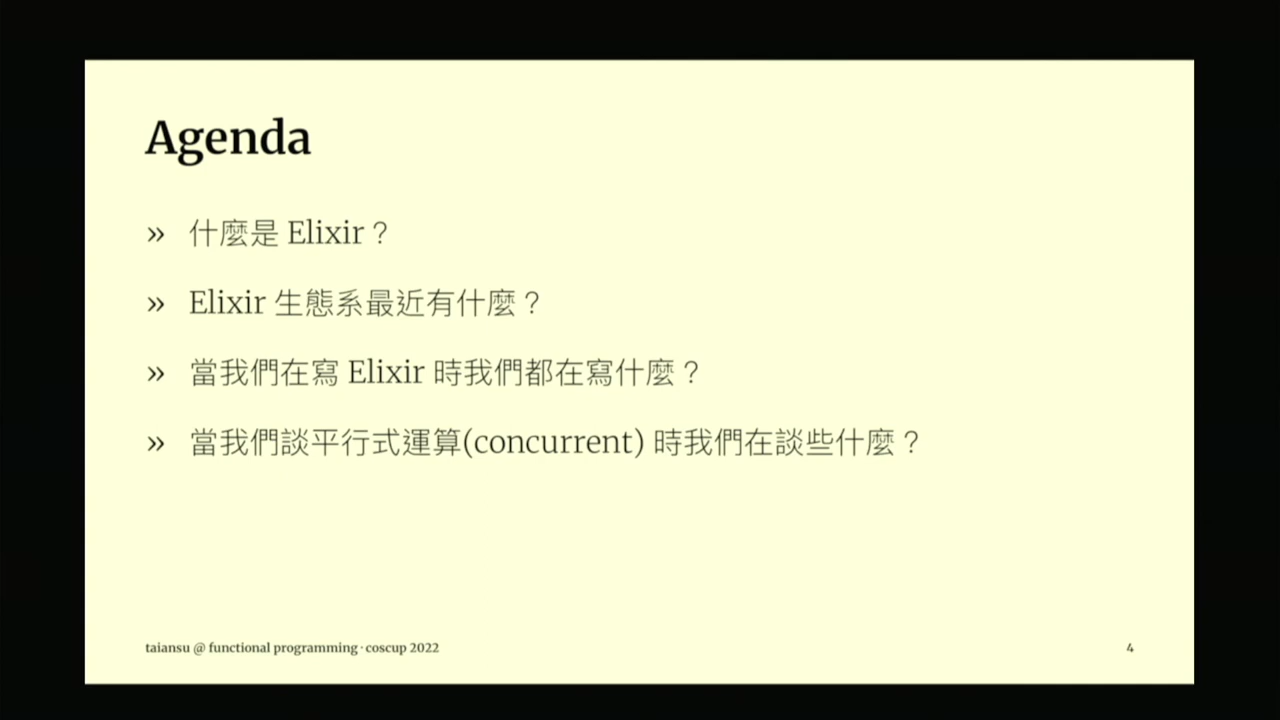 Agenda
» 什麼是 Elixir？
» Elixir 生態系最近有什麼？
» 當我們在寫 Elixir 時我們都在寫什麼？
» 當我們談平行式運算(concurrent) 時我們在談些什麼？
taiansu @ functional programming · coscup 2022
4